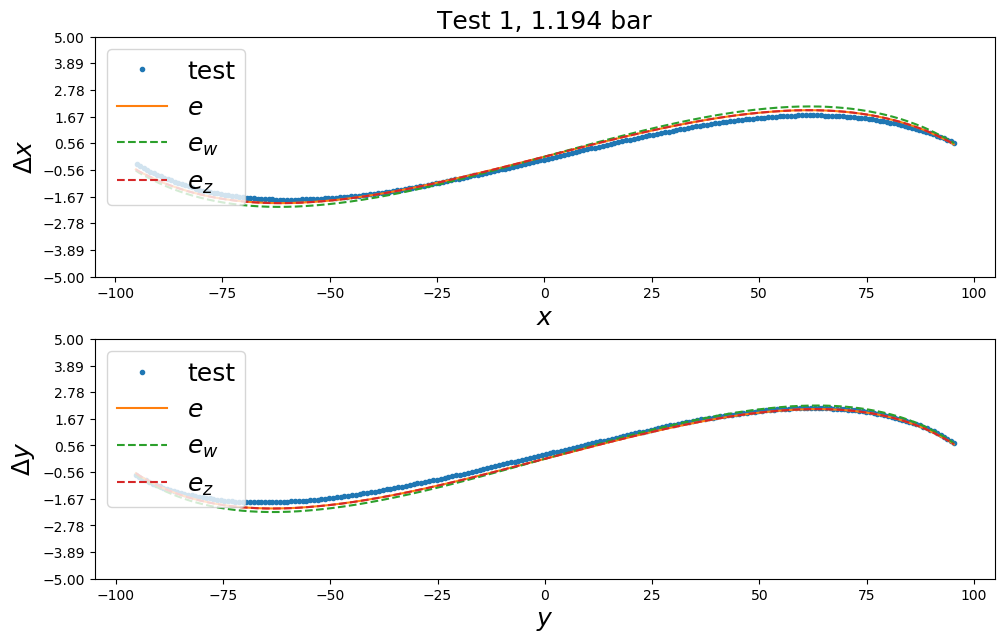 Test 1, 1.194 bar
5.00
3.89
2.78
1.67
0.56
−0.56
−1.67
−2.78
−3.89
−5.00
Δx
test
e
e_w
e_z
−100 −75 −50 −25 0 25 50 75 100
x
5.00
3.89
2.78
1.67
0.56
−0.56
−1.67
−2.78
−3.89
−5.00
Δy
test
e
e_w
e_z
−100 −75 −50 −25 0 25 50 75 100
y